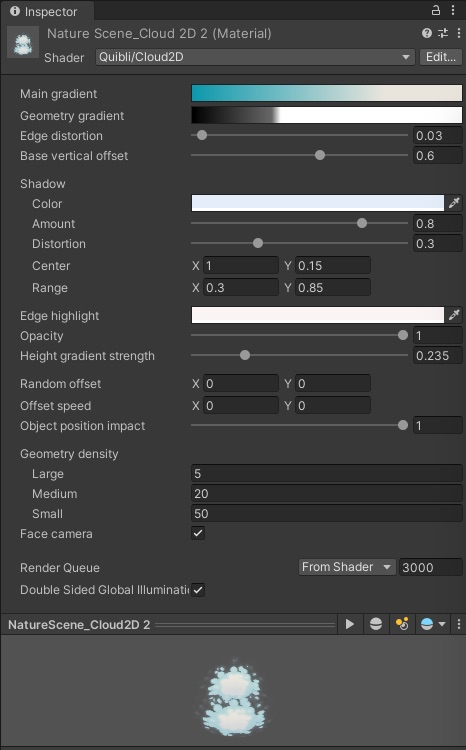 Inspector
Nature Scene_Cloud 2D 2 (Material)
Shader Quibli/Cloud2D Edit...
Main gradient
Geometry gradient
Edge distortion 0.03
Base vertical offset 0.6
Shadow
Color
Amount 0.8
Distortion 0.3
Center X 1 Y 0.15
Range X 0.3 Y 0.85
Edge highlight
Opacity 1
Height gradient strength 0.235
Random offset X 0 Y 0
Offset speed X 0 Y 0
Object position impact 1
Geometry density
Large 5
Medium 20
Small 50
Face camera
Render Queue From Shader 3000
Double Sided Global Illuminati
NatureScene_Cloud2D 2